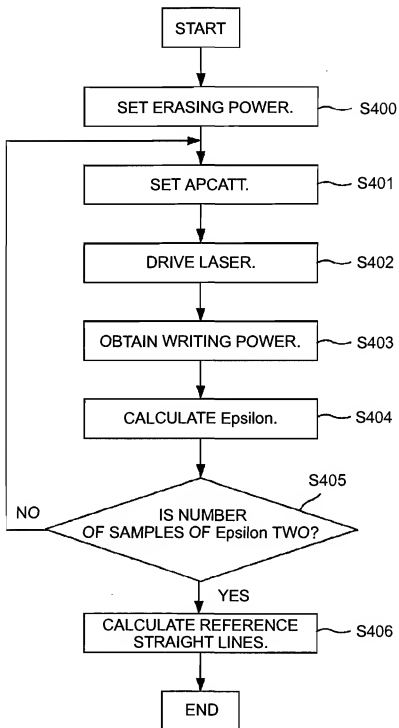 START
SET ERASING POWER.
S400
SET APCATT.
S401
DRIVE LASER.
S402
OBTAIN WRITING POWER.
S403
CALCULATE Epsilon.
S404
S405
IS NUMBER
OF SAMPLES OF Epsilon TWO?
NO
YES
CALCULATE REFERENCE
STRAIGHT LINES.
S406
END